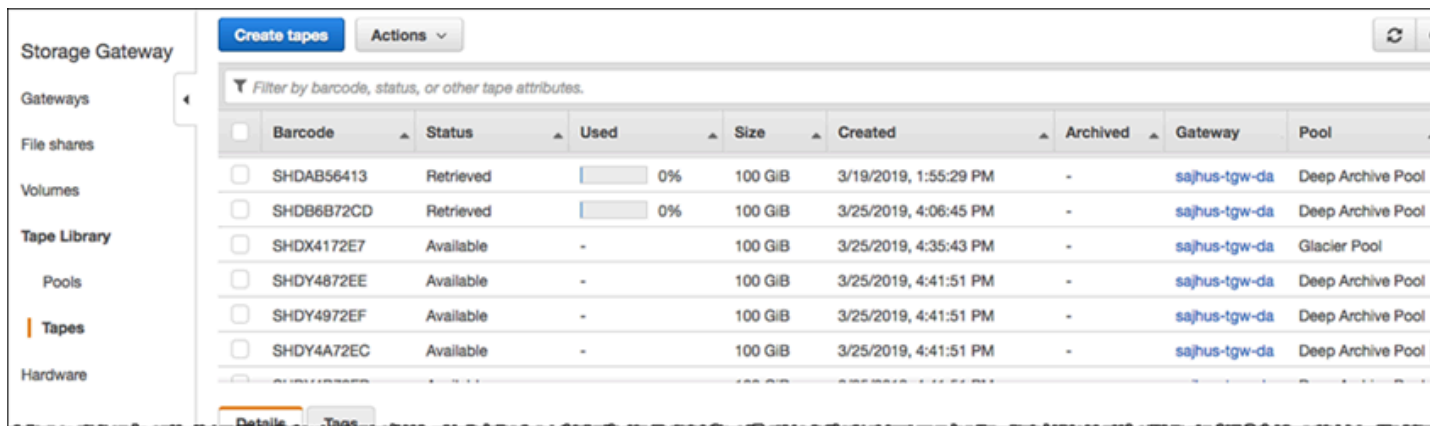 Storage Gateway
Gateways
File shares
Volumes
Tape Library
Pools
Tapes
Hardware
Create tapes Actions
Filter by barcode, status, or other tape attributes.
Barcode Status Used Size Created Archived Gateway Pool
SHDAB56413 Retrieved 0% 100 GiB 3/19/2019, 1:55:29 PM - sajhus-tgw-da Deep Archive Pool
SHDB6B72CD Retrieved 0% 100 GiB 3/25/2019, 4:06:45 PM - sajhus-tgw-da Deep Archive Pool
SHDX4172E7 Available - 100 GiB 3/25/2019, 4:35:43 PM - sajhus-tgw-da Glacier Pool
SHDY4872EE Available - 100 GiB 3/25/2019, 4:41:51 PM - sajhus-tgw-da Deep Archive Pool
SHDY4972EF Available - 100 GiB 3/25/2019, 4:41:51 PM - sajhus-tgw-da Deep Archive Pool
SHDY4A72EC Available - 100 GiB 3/25/2019, 4:41:51 PM - sajhus-tgw-da Deep Archive Pool
Details Tags